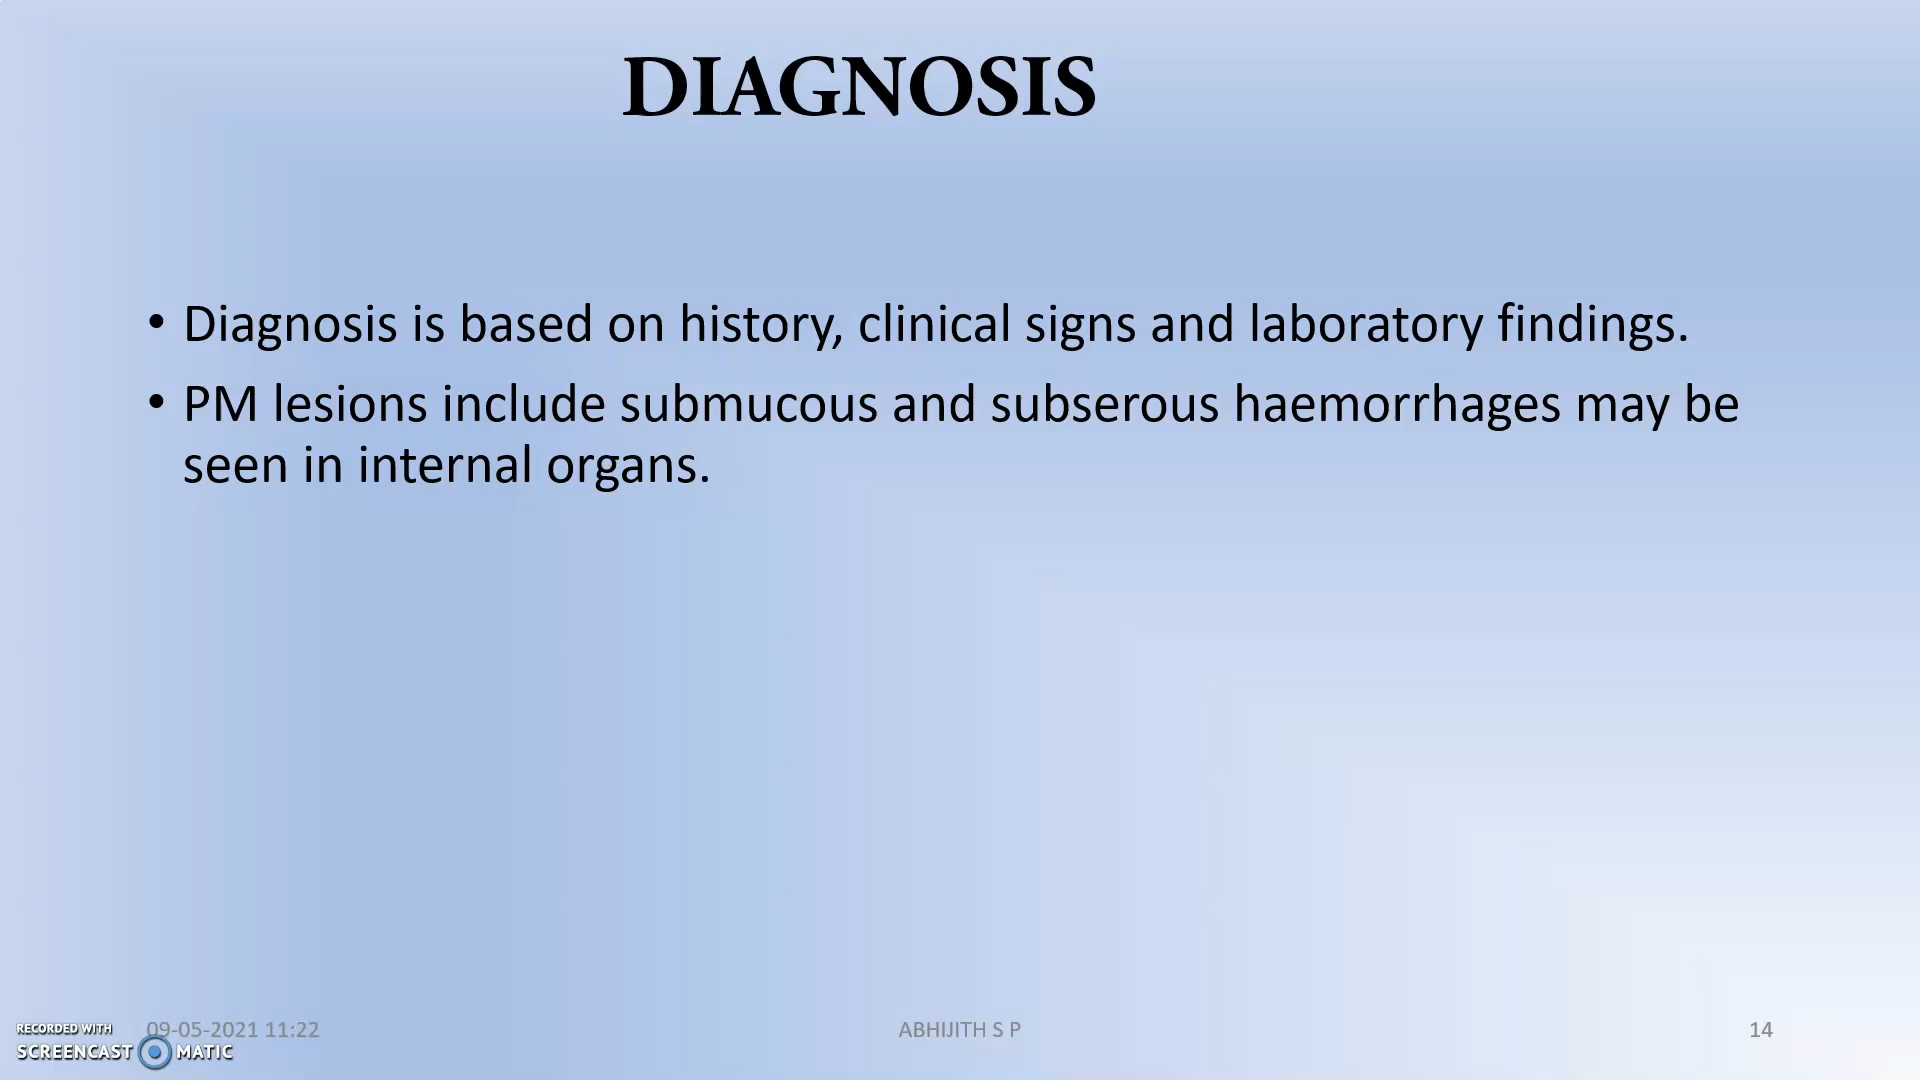 DIAGNOSIS
• Diagnosis is based on history, clinical signs and laboratory findings.
• PM lesions include submucous and subserous haemorrhages may be
seen in internal organs.
RECORDED WITH
SCREENCAST MATIC
09-05-2021 11:22
ABHIJITH S P
14